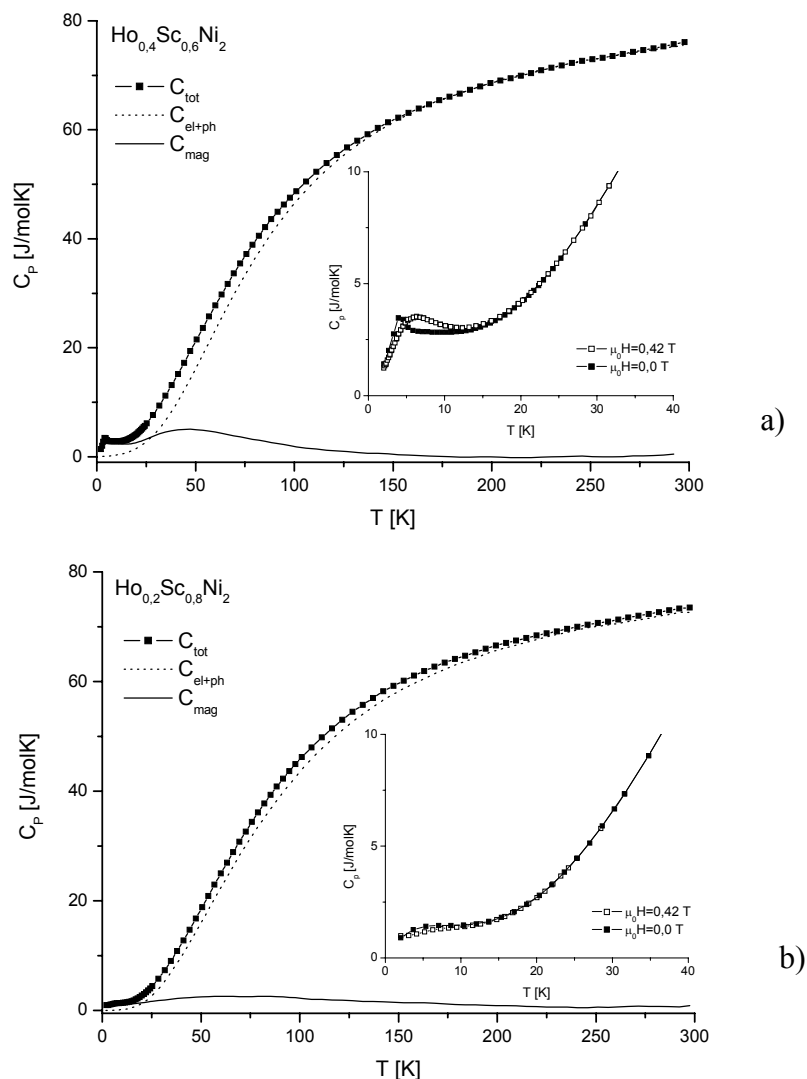 Ho0,4Sc0,6Ni2
Ctot
Cel+ph
Cmag
CP [J/molK]
80
60
40
20
0
0 50 100 150 200 250 300
T [K]
CP [J/molK]
10
5
0
0 10 20 30 40
T [K]
μ0H=0,42 T
μ0H=0,0 T
a)
Ho0,2Sc0,8Ni2
Ctot
Cel+ph
Cmag
CP [J/molK]
80
60
40
20
0
0 50 100 150 200 250 300
T [K]
CP [J/molK]
10
5
0
0 10 20 30 40
T [K]
μ0H=0,42 T
μ0H=0,0 T
b)